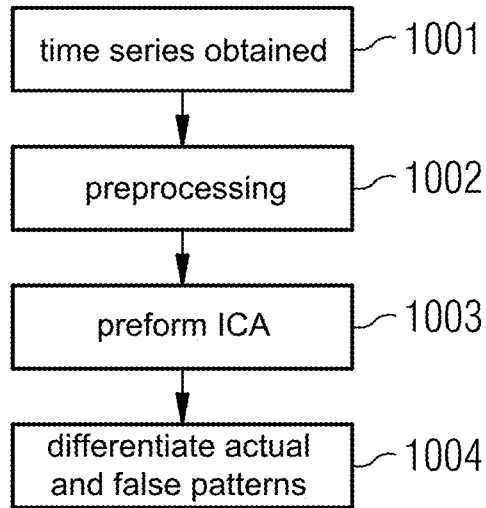 time series obtained 1001
preprocessing 1002
preform ICA 1003
differentiate actual
and false patterns 1004